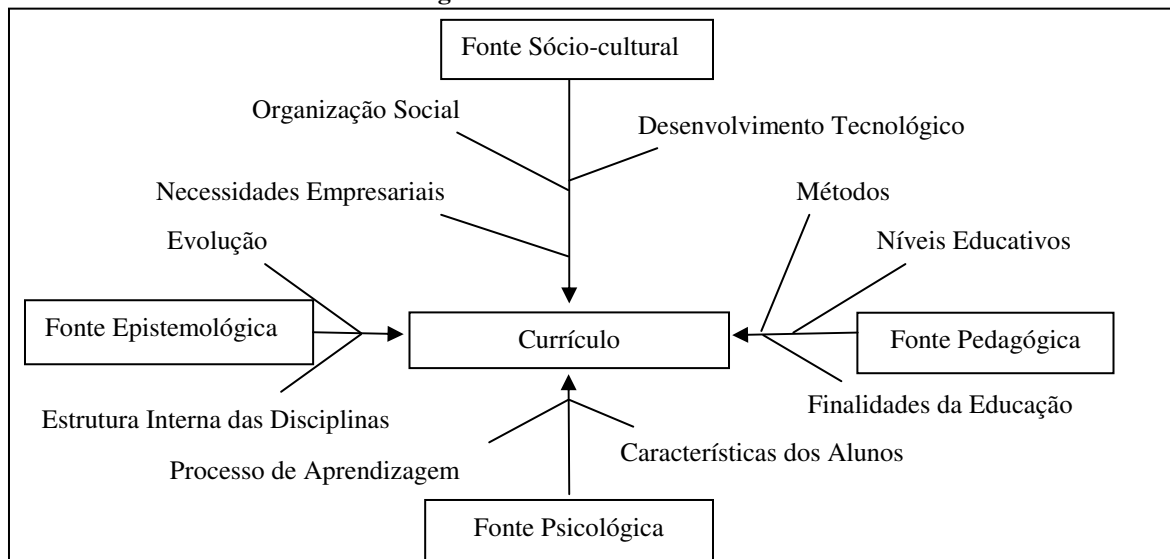 Fonte Sócio-cultural
Organização Social
Desenvolvimento Tecnológico
Necessidades Empresariais
Métodos
Evolução
Níveis Educativos
Fonte Epistemológica
Currículo
Fonte Pedagógica
Estrutura Interna das Disciplinas
Finalidades da Educação
Processo de Aprendizagem
Características dos Alunos
Fonte Psicológica